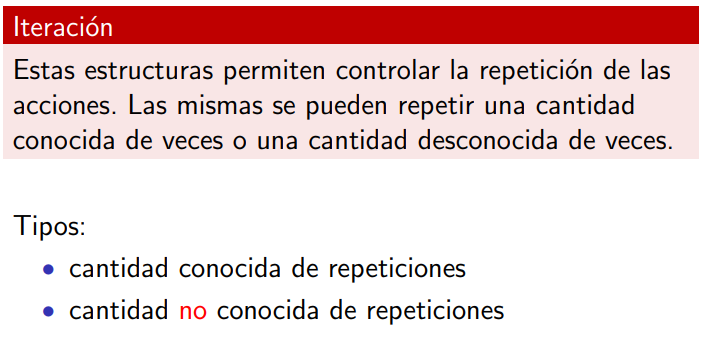 Iteración
Estas estructuras permiten controlar la repetición de las
acciones. Las mismas se pueden repetir una cantidad
conocida de veces o una cantidad desconocida de veces.
Tipos:
• cantidad conocida de repeticiones
• cantidad no conocida de repeticiones